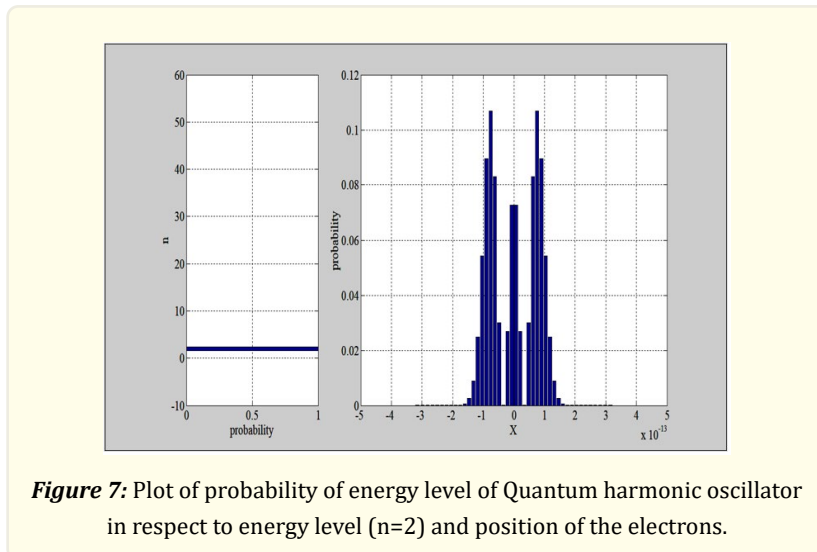 60
50
40
30
20
10
0
-10
n
0 0.5 1
probability
0.12
0.1
0.08
0.06
0.04
0.02
0
probability
-5 -4 -3 -2 -1 0 1 2 3 4 5
X
x 10⁻¹³
Figure 7: Plot of probability of energy level of Quantum harmonic oscillator
in respect to energy level (n=2) and position of the electrons.